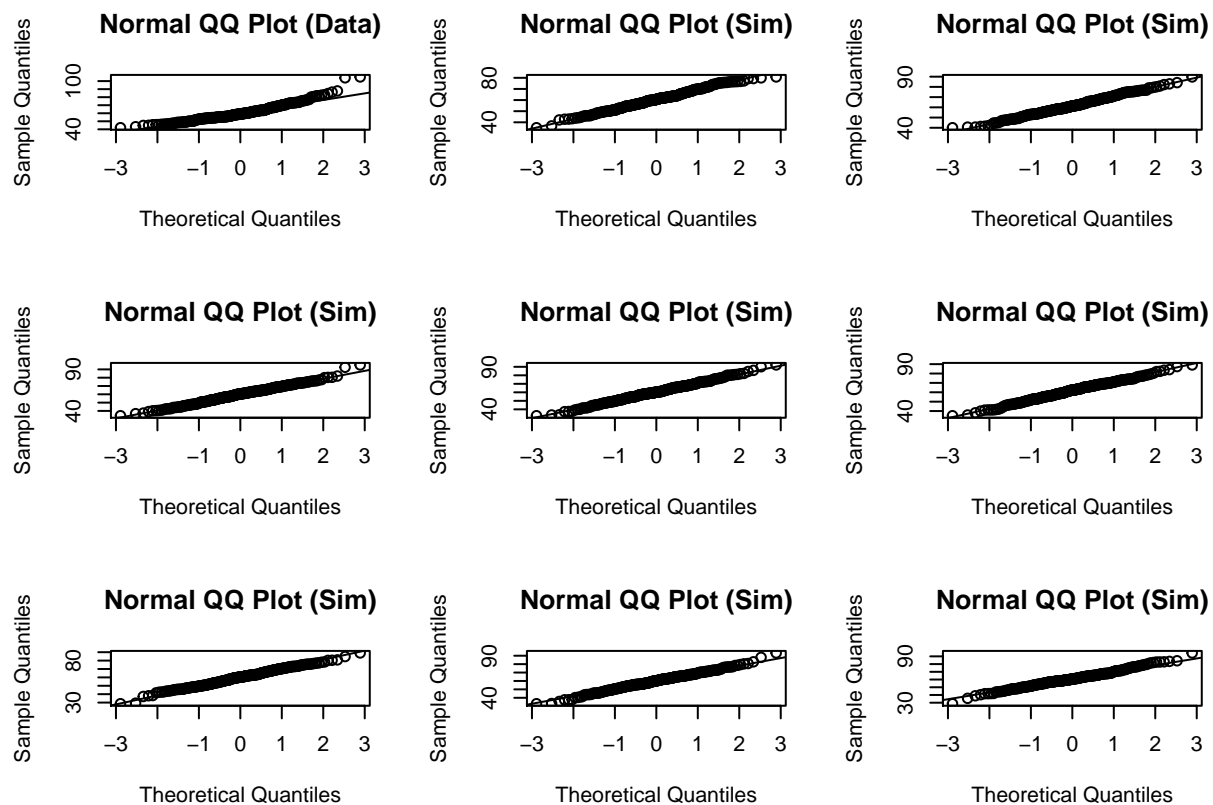 Normal QQ Plot (Data)
Sample Quantiles
40 100
−3 −1 0 1 2 3
Theoretical Quantiles
Normal QQ Plot (Sim)
Sample Quantiles
40 80
−3 −1 0 1 2 3
Theoretical Quantiles
Normal QQ Plot (Sim)
Sample Quantiles
40 90
−3 −1 0 1 2 3
Theoretical Quantiles
Normal QQ Plot (Sim)
Sample Quantiles
40 90
−3 −1 0 1 2 3
Theoretical Quantiles
Normal QQ Plot (Sim)
Sample Quantiles
40 90
−3 −1 0 1 2 3
Theoretical Quantiles
Normal QQ Plot (Sim)
Sample Quantiles
40 90
−3 −1 0 1 2 3
Theoretical Quantiles
Normal QQ Plot (Sim)
Sample Quantiles
30 80
−3 −1 0 1 2 3
Theoretical Quantiles
Normal QQ Plot (Sim)
Sample Quantiles
40 90
−3 −1 0 1 2 3
Theoretical Quantiles
Normal QQ Plot (Sim)
Sample Quantiles
30 90
−3 −1 0 1 2 3
Theoretical Quantiles